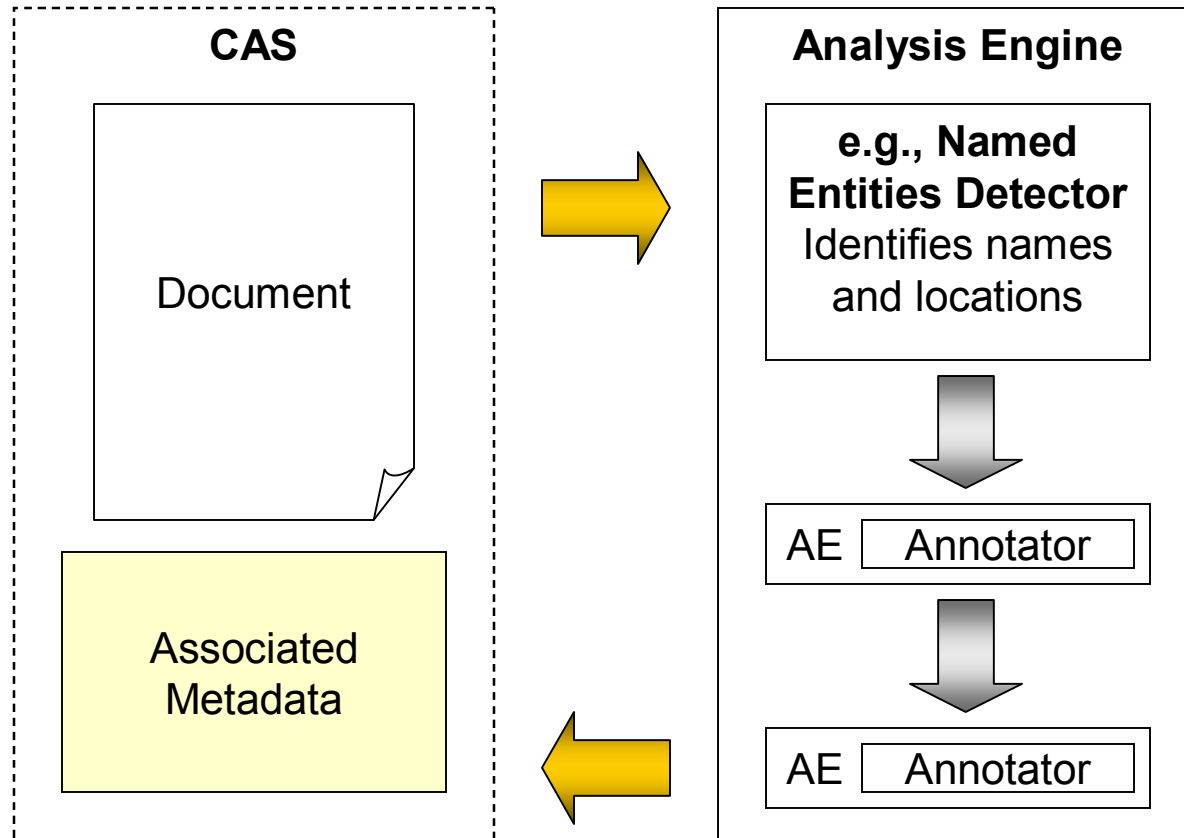 CAS
Document
Associated
Metadata
Analysis Engine
e.g., Named
Entities Detector
Identifies names
and locations
AE Annotator
AE Annotator